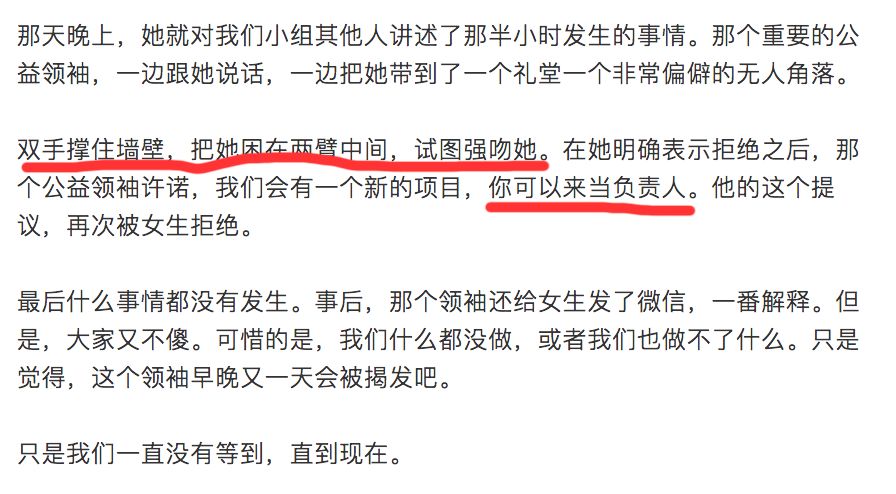 那天晚上，她就对我们小组其他人讲述了那半小时发生的事情。那个重要的公
益领袖，一边跟她说话，一边把她带到了一个礼堂一个非常偏僻的无人角落。
双手撑住墙壁，把她困在两臂中间，试图强吻她。在她明确表示拒绝之后，那
个公益领袖许诺，我们会有一个新的项目，你可以来当负责人。他的这个提
议，再次被女生拒绝。
最后什么事情都没有发生。事后，那个领袖还给女生发了微信，一番解释。但
是，大家又不傻。可惜的是，我们什么都没做，或者我们也做不了什么。只是
觉得，这个领袖早晚又一天会被揭发吧。
只是我们一直没有等到，直到现在。